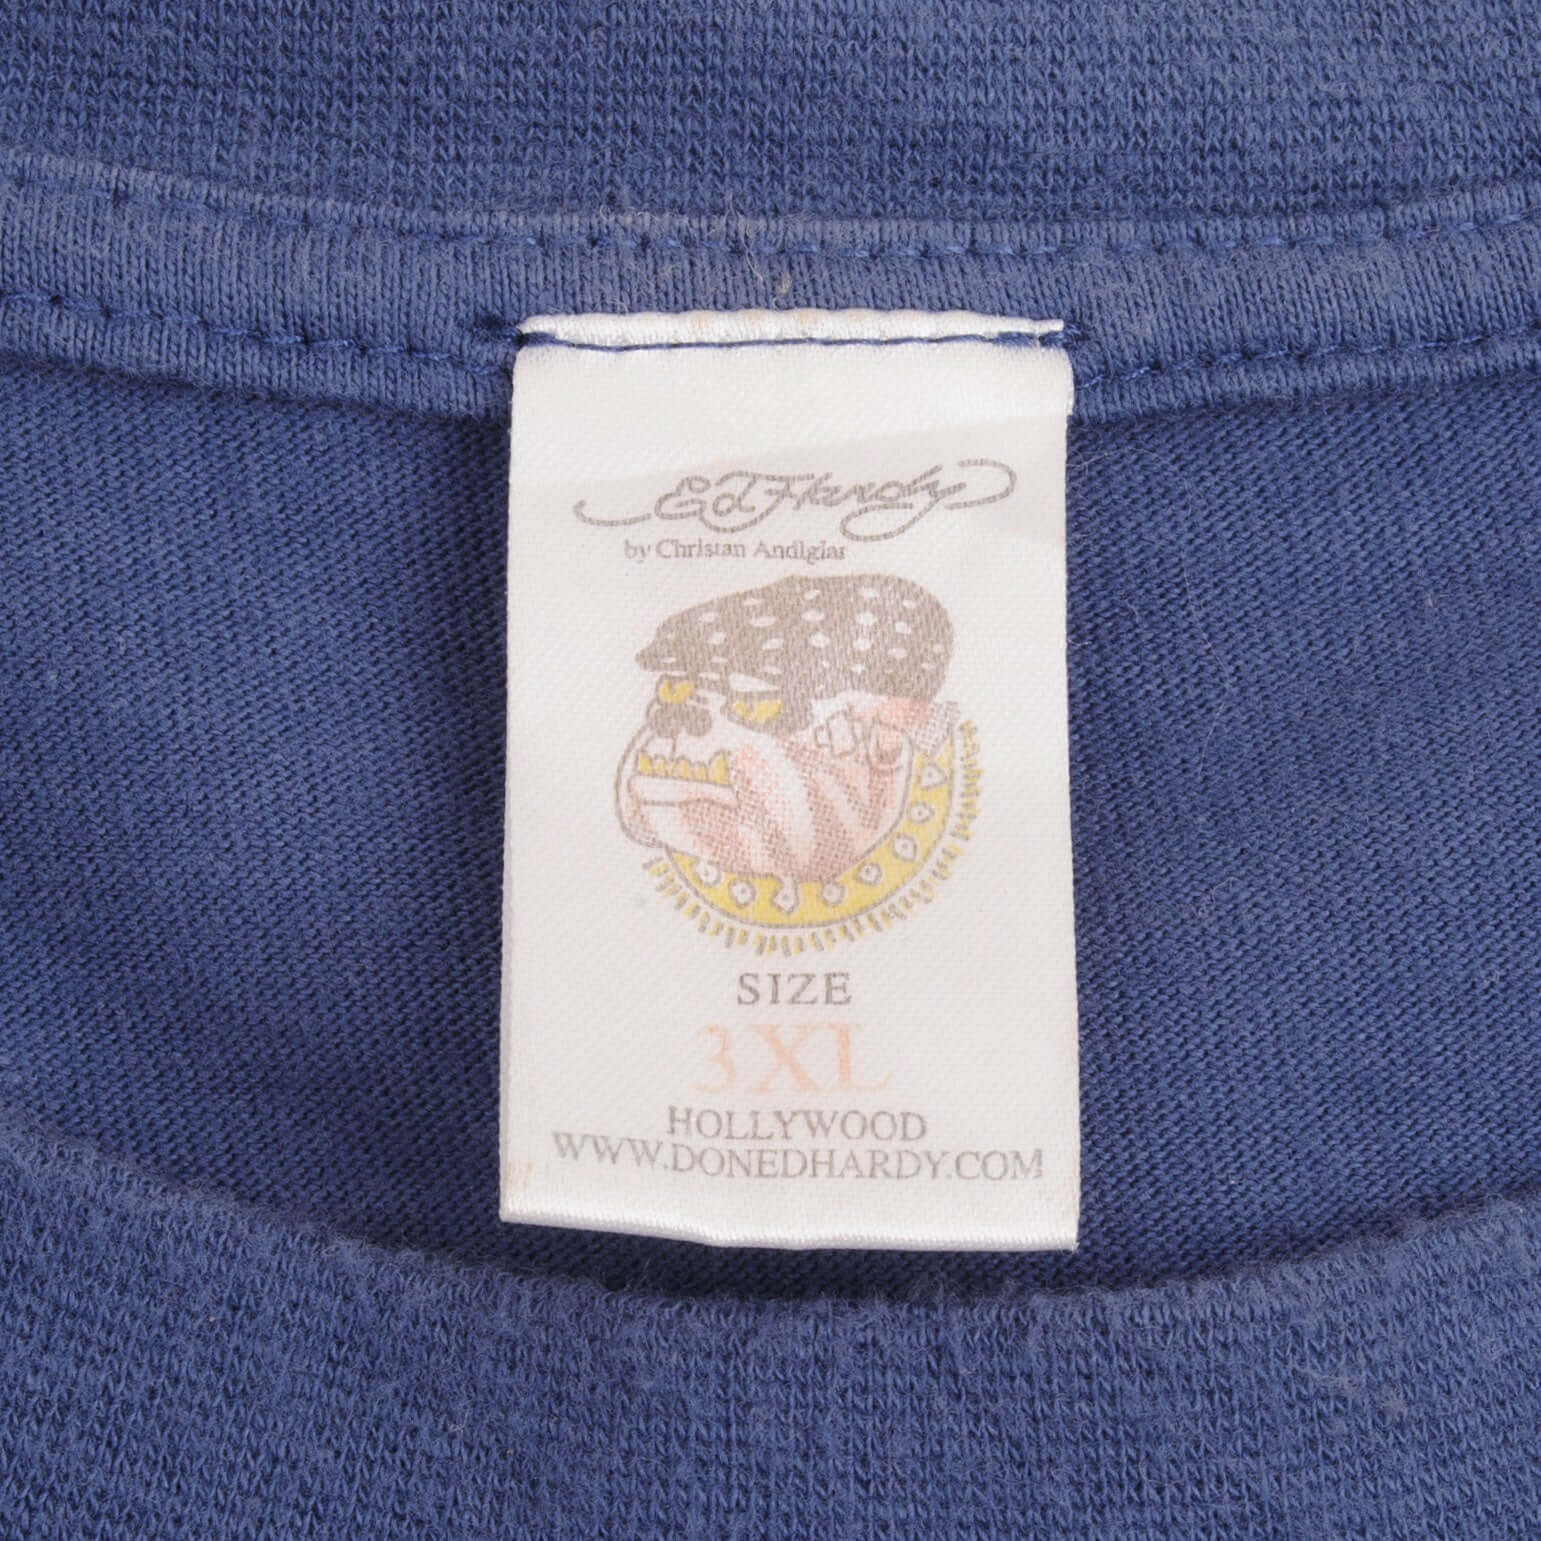 Ed Hardy
by Christan Andigiar
SIZE
3XL
HOLLYWOOD
WWW.DONEDHARDY.COM